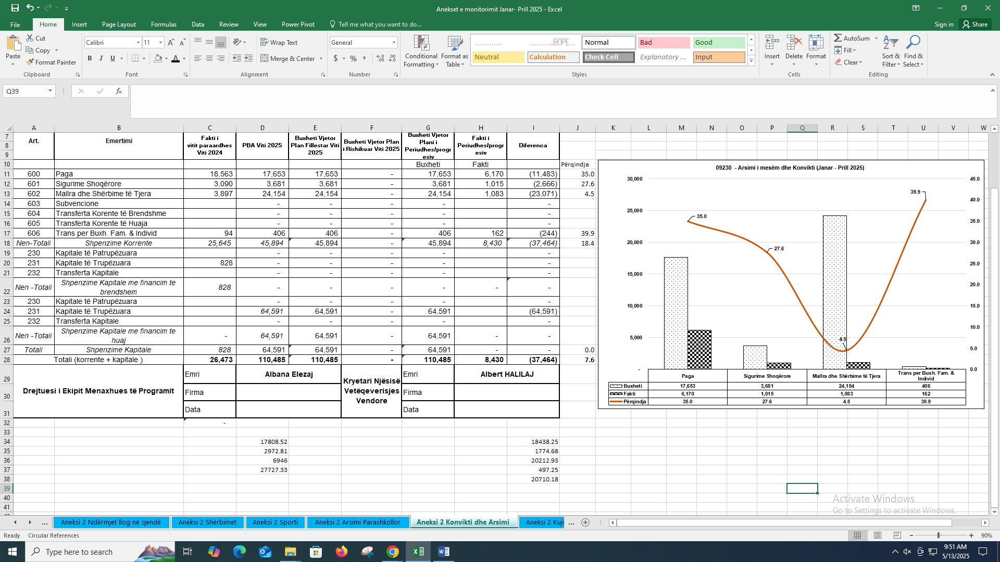 Anekset e monitorimit Janar- Prill 2025 - Excel
File Home Insert Page Layout Formulas Data Review View Power Pivot Tell me what you want to do... Sign in Share
Paste Cut Copy Format Painter Clipboard
Calibri 11 B I U Font
Wrap Text Merge & Center Alignment
General $ % Number
Conditional Formatting Format as Table
..............BOPE... Normal Bad Good
Neutral Calculation Check Cell Explanatory ... Input
Styles
Insert Delete Format Cells
AutoSum Fill Clear Sort & Filter Find & Select Editing
Q39 fx
A B C D E F G H I J K L M N O P Q R S T U V W
7 8 9 Art. Emertimi Fakti i vitit paraardhes Viti 2024 PBA Viti 2025 Buxheti Vjetor Plan Fillestar Viti 2025 Buxheti Vjetor Plan i Rishikuar Viti 2025 Buxheti Vjetor Plani i Periudhes/progresiv Fakti i Periudhes/progresiv Diferenca
10 Buxheti Fakti Përqindja
11 600 Paga 18,563 17,653 17,653 - 17,653 6,170 (11,483) 35.0
12 601 Sigurime Shoqërore 3,090 3,681 3,681 - 3,681 1,015 (2,666) 27.6
13 602 Mallra dhe Shërbime të Tjera 3,897 24,154 24,154 - 24,154 1,083 (23,071) 4.5
14 603 Subvencione - - - - -
15 604 Transferta Korente të Brendshme - - - - -
16 605 Transferta Korente të Huaja - - - - -
17 606 Trans per Buxh. Fam. & Individ 94 406 406 - 406 162 (244) 39.9
18 Nen-Totali Shpenzime Korrente 25,645 45,894 45,894 - 45,894 8,430 (37,464) 18.4
19 230 Kapitale të Patrupëzuara - - - - -
20 231 Kapitale të Trupëzuara 828 - - - - -
21 232 Transferta Kapitale - - - - -
22 Nen -Totali Shpenzime Kapitale me financim te brendshem 828 - - - - - -
23 230 Kapitale të Patrupëzuara - - - - -
24 231 Kapitale të Trupëzuara 64,591 64,591 - 64,591 (64,591)
25 232 Transferta Kapitale - - - - -
26 Nen -Totali Shpenzime Kapitale me financim te huaj - 64,591 64,591 - 64,591 - -
27 Totali Shpenzime Kapitale 828 64,591 64,591 - 64,591 - - 0.0
28 Totali (korrente + kapitale ) 26,473 110,485 110,485 - 110,485 8,430 (37,464) 7.6
29 Drejtuesi i Ekipit Menaxhues të Programit Emri Albana Elezaj Kryetari Njësisë Vetëqeverisjes Vendore Emri Albert HALILAJ
30 Firma Firma
31 Data Data
32 -
33
34 17808.52 18438.25
35 2972.81 1774.68
36 6946 20212.93
37 27727.33 497.25
38 20710.18
39
40
41
09230 - Arsimi i mesëm dhe Konvikti (Janar - Prill 2025)
30,000 45.0
39.9
40.0
25,000 35.0 35.0
20,000 30.0
27.6
25.0
15,000 20.0
10,000 15.0
10.0
5,000 4.5 5.0
- 0.0
Paga Sigurime Shoqërore Mallra dhe Shërbime të Tjera Trans per Buxh. Fam. & Individ
Buxheti 17,653 3,681 24,154 406
Fakti 6,170 1,015 1,083 162
Përqindja 35.0 27.6 4.5 39.9
Activate Windows
Go to Settings to activate Windows.
... Aneksi 2 Ndërmjet llog në qendë Aneksi 2 Shërbimet Aneksi 2 Sporti Aneksi 2 Arsimi Parashkollor Aneksi 2 Konvikti dhe Arsimi Aneksi 2 Kujd ...
Ready Circular References 90%
Type here to search 9:51 AM
5/13/2025